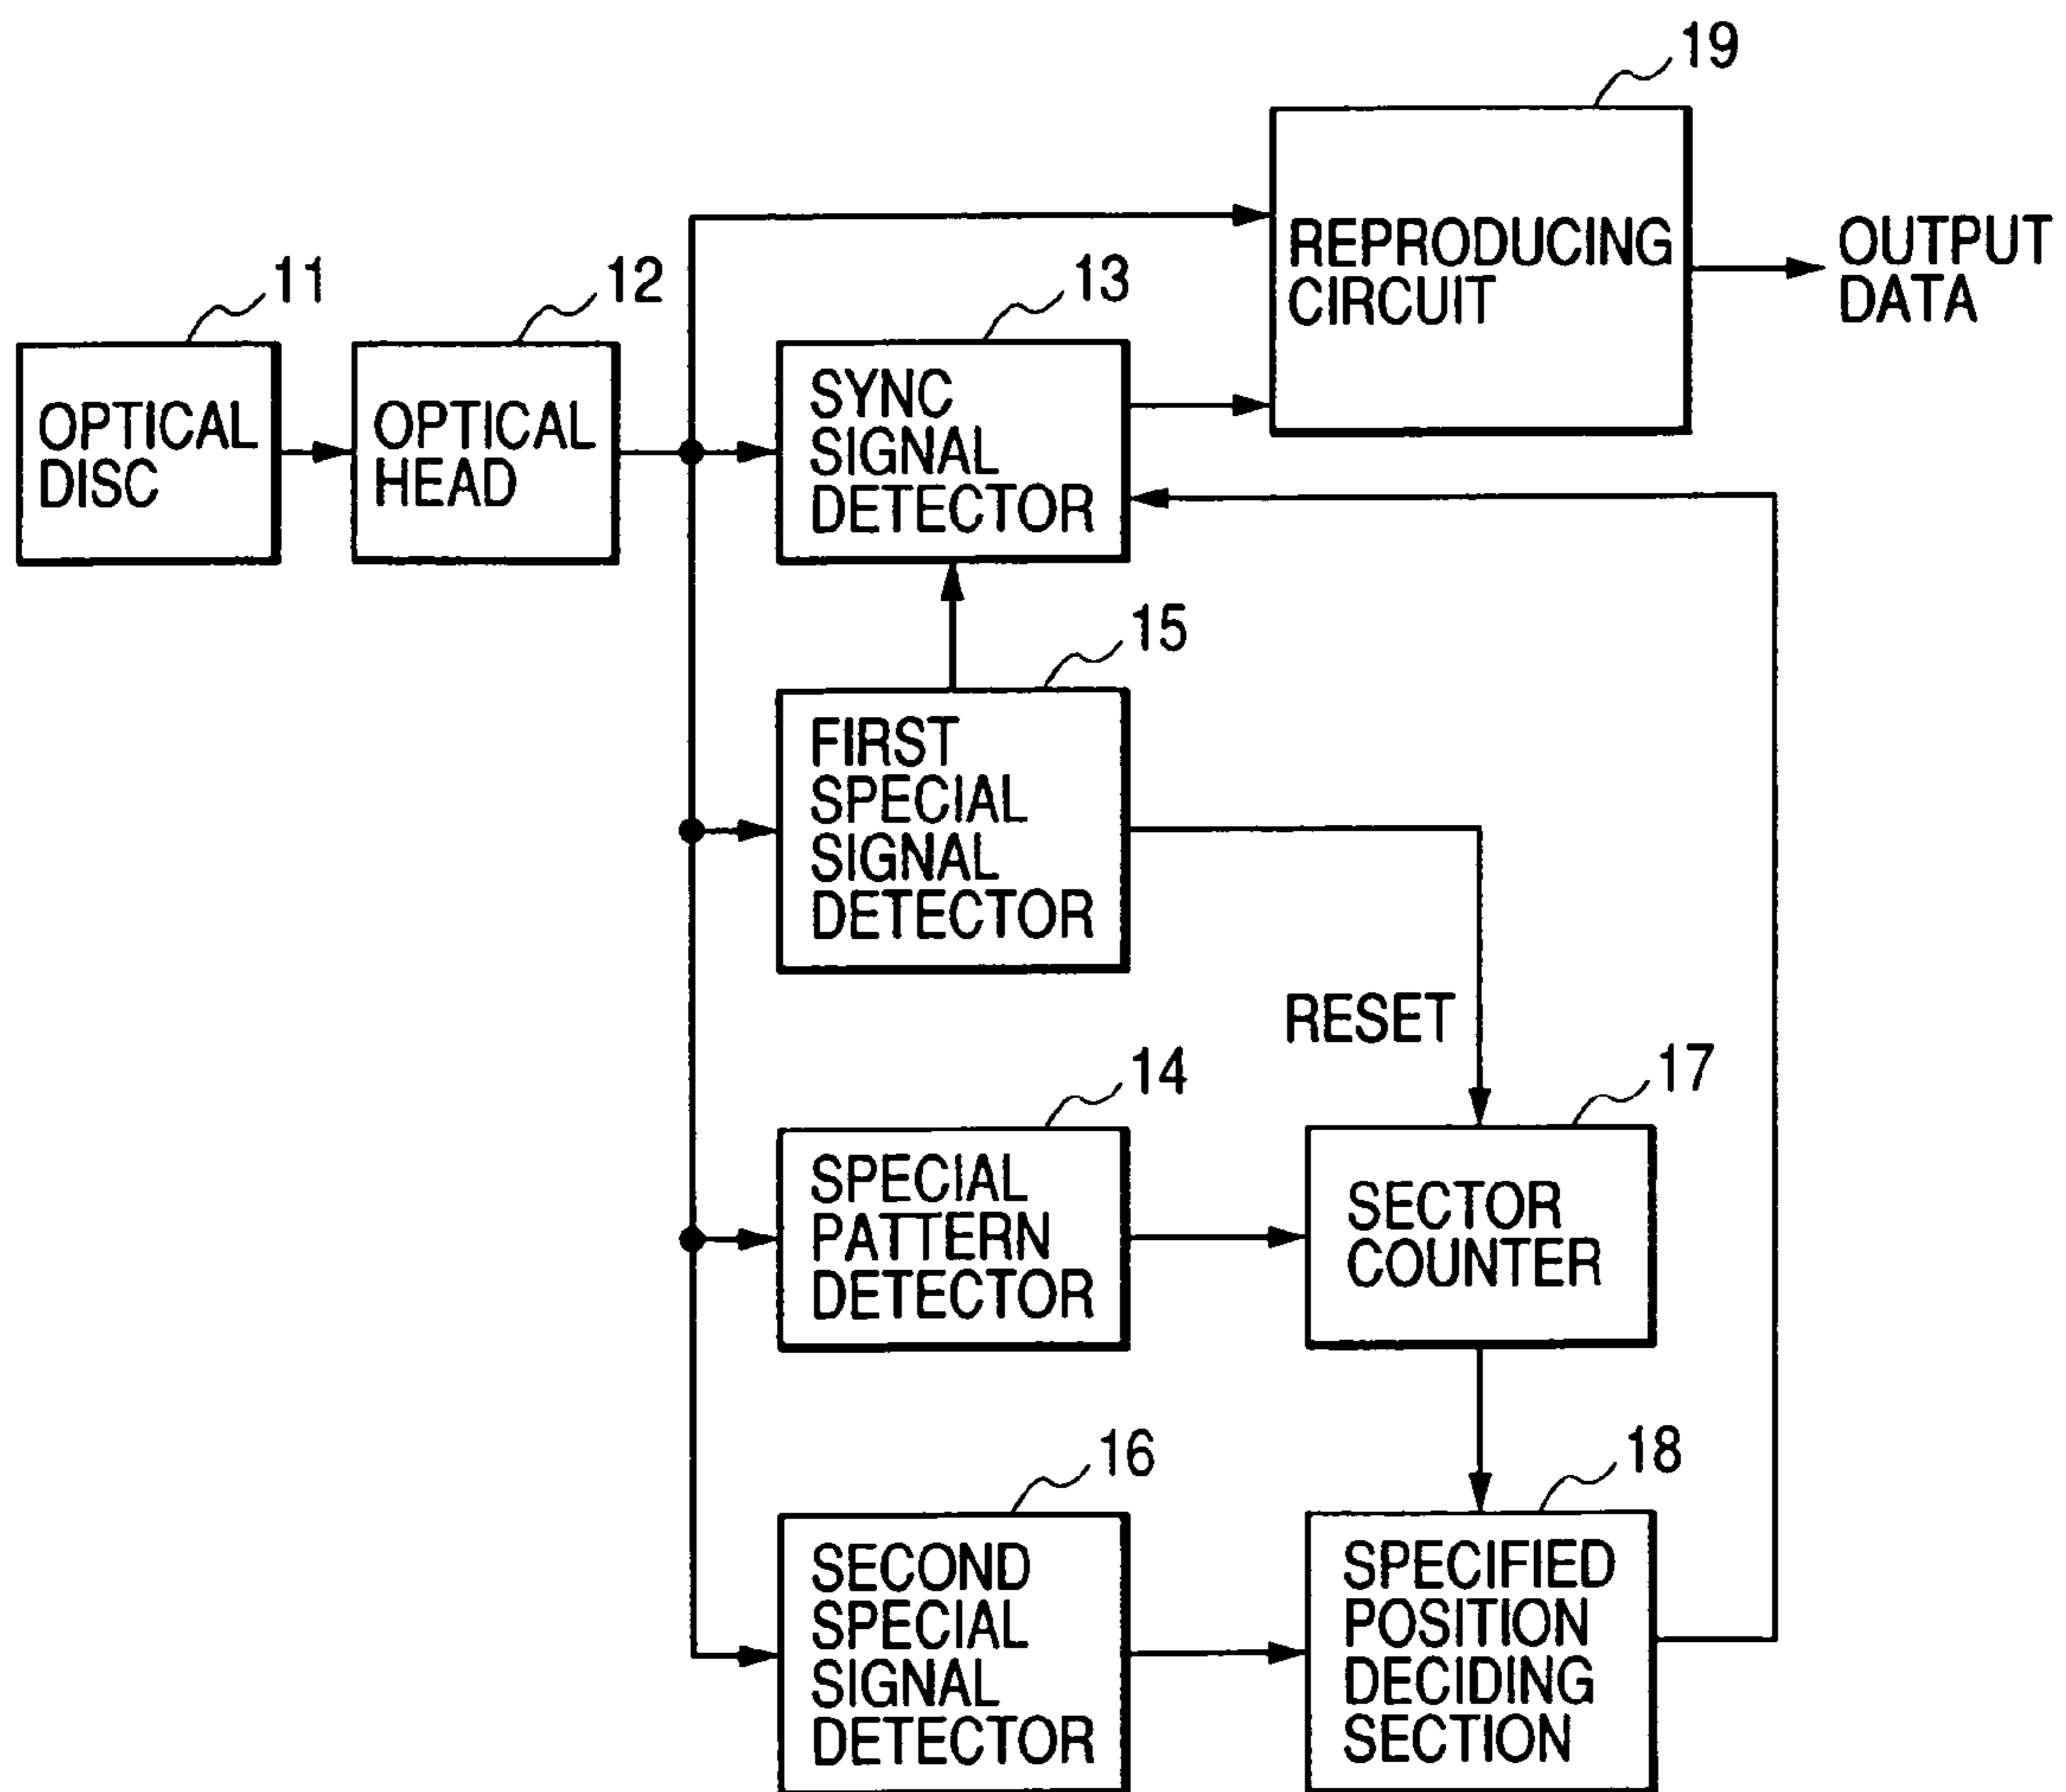 19
REPRODUCING
CIRCUIT
OUTPUT
DATA
11
OPTICAL
DISC
12
OPTICAL
HEAD
13
SYNC
SIGNAL
DETECTOR
15
FIRST
SPECIAL
SIGNAL
DETECTOR
RESET
14
SPECIAL
PATTERN
DETECTOR
17
SECTOR
COUNTER
16
SECOND
SPECIAL
SIGNAL
DETECTOR
18
SPECIFIED
POSITION
DECIDING
SECTION